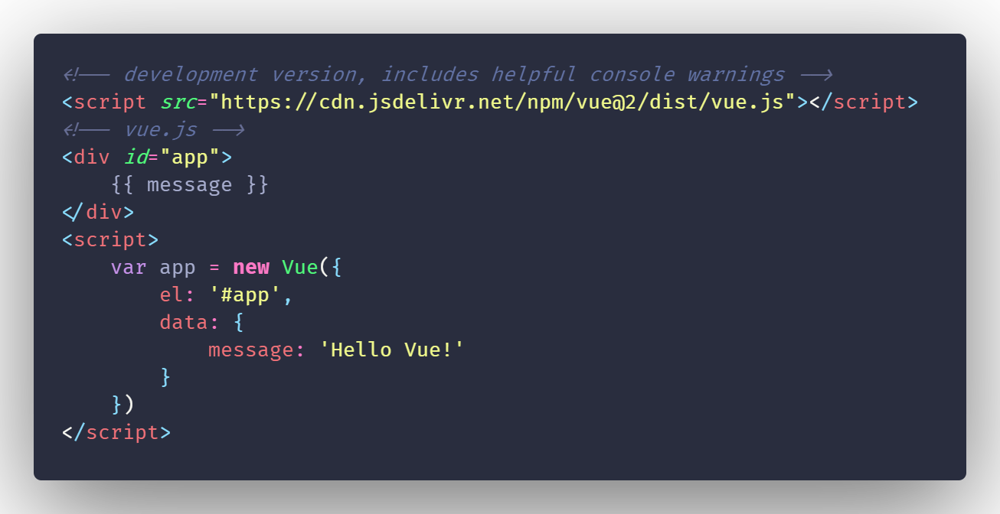 <!-- development version, includes helpful console warnings -->
<script src="https://cdn.jsdelivr.net/npm/vue@2/dist/vue.js"></script>
<!-- vue.js -->
<div id="app">
    {{ message }}
</div>
<script>
    var app = new Vue({
        el: '#app',
        data: {
            message: 'Hello Vue!'
        }
    })
</script>